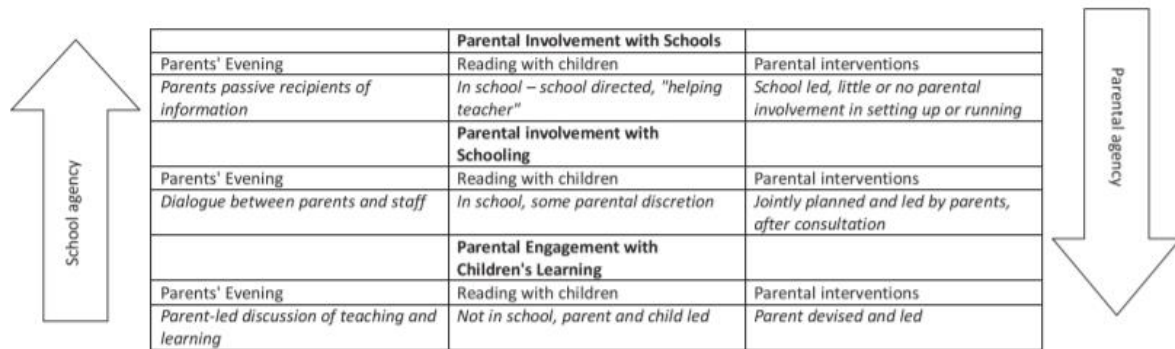 School agency
Parental Involvement with Schools
Parents' Evening
Reading with children
Parental interventions
Parents passive recipients of
information
In school – school directed, "helping
teacher"
School led, little or no parental
involvement in setting up or running
Parental involvement with
Schooling
Parents' Evening
Reading with children
Parental interventions
Dialogue between parents and staff
In school, some parental discretion
Jointly planned and led by parents,
after consultation
Parental Engagement with
Children's Learning
Parents' Evening
Reading with children
Parental interventions
Parent-led discussion of teaching and
learning
Not in school, parent and child led
Parent devised and led
Parental agency